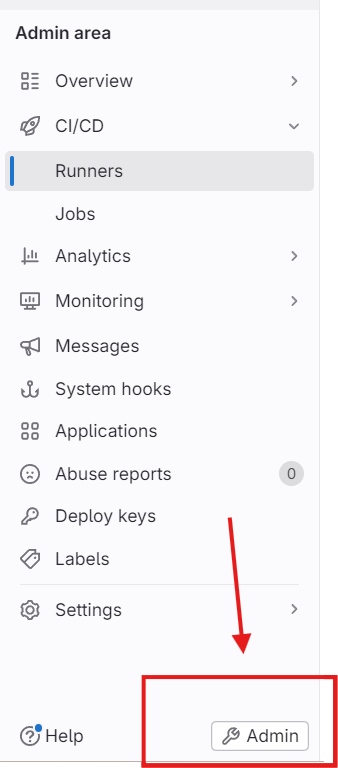 Admin area
Overview
CI/CD
Runners
Jobs
Analytics
Monitoring
Messages
System hooks
Applications
Abuse reports 0
Deploy keys
Labels
Settings
Help Admin